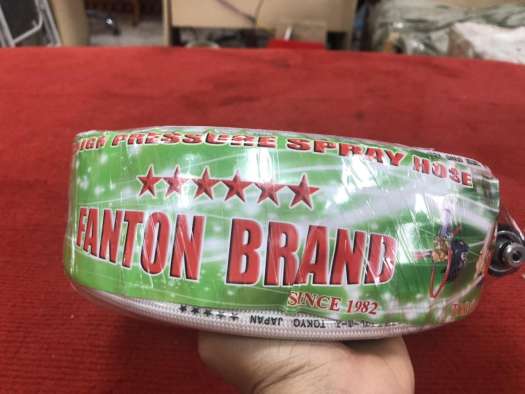 HIGH PRESSURE SPRAY HOSE
FANTON BRAND
SINCE 1982
TOKYO JAPAN